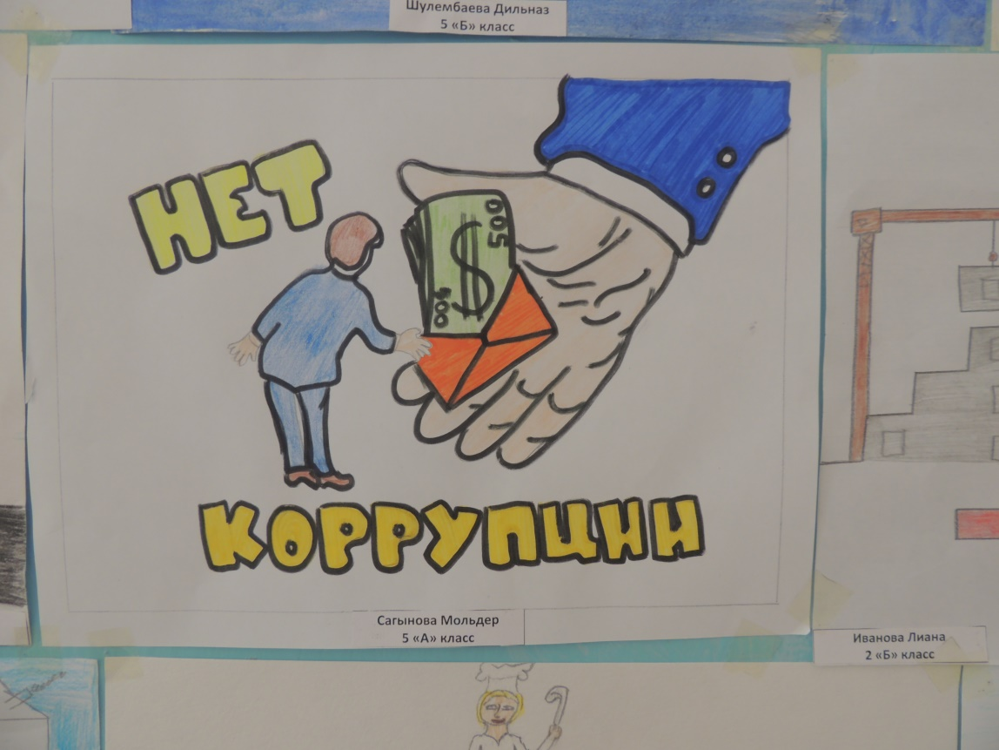 Шулембаева Дильназ
5 «Б» класс
НЕТ
500
$
500
КОРРУПЦИИ
Сагынова Мольдер
5 «А» класс
Иванова Лиана
2 «Б» класс